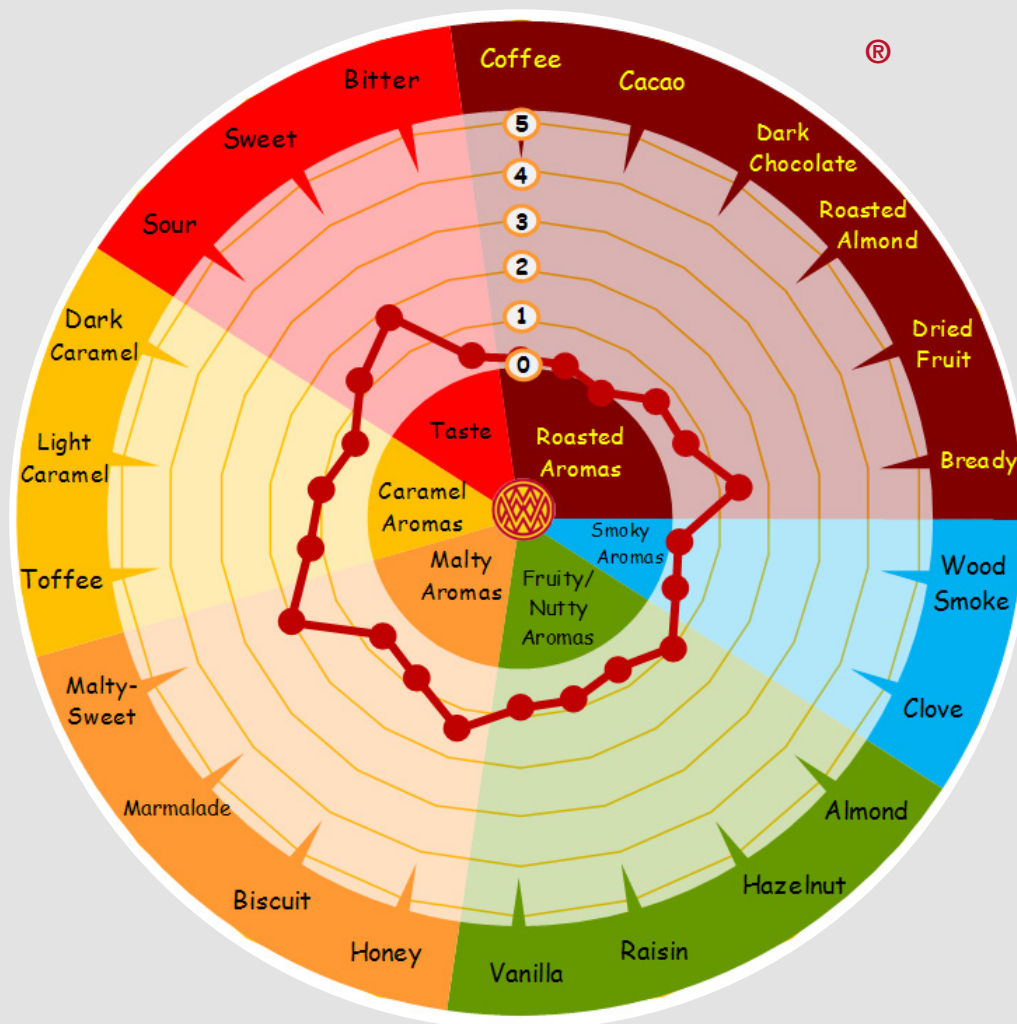 ®
Coffee
Cacao
Dark
Chocolate
Roasted
Almond
Dried
Fruit
Bready
Wood
Smoke
Clove
Almond
Hazelnut
Raisin
Vanilla
Honey
Biscuit
Marmalade
Malty-
Sweet
Toffee
Light
Caramel
Dark
Caramel
Sour
Sweet
Bitter
5
4
3
2
1
0
Taste
Roasted
Aromas
Smoky
Aromas
Fruity/
Nutty
Aromas
Malty
Aromas
Caramel
Aromas